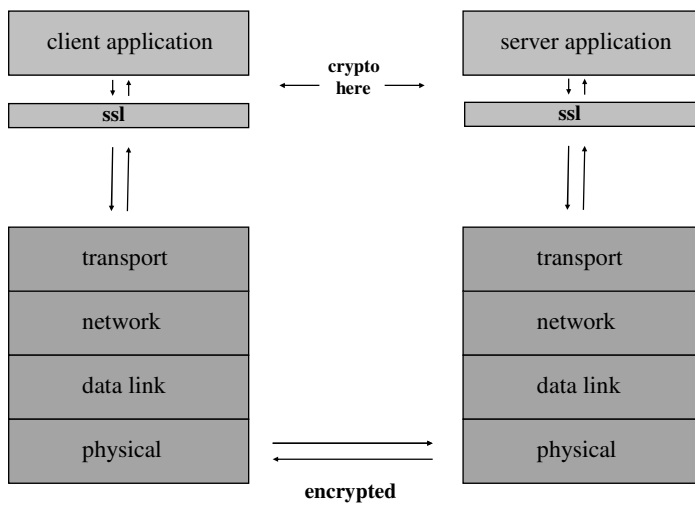 client application
server application
crypto
here
ssl
ssl
transport
transport
network
network
data link
data link
physical
physical
encrypted